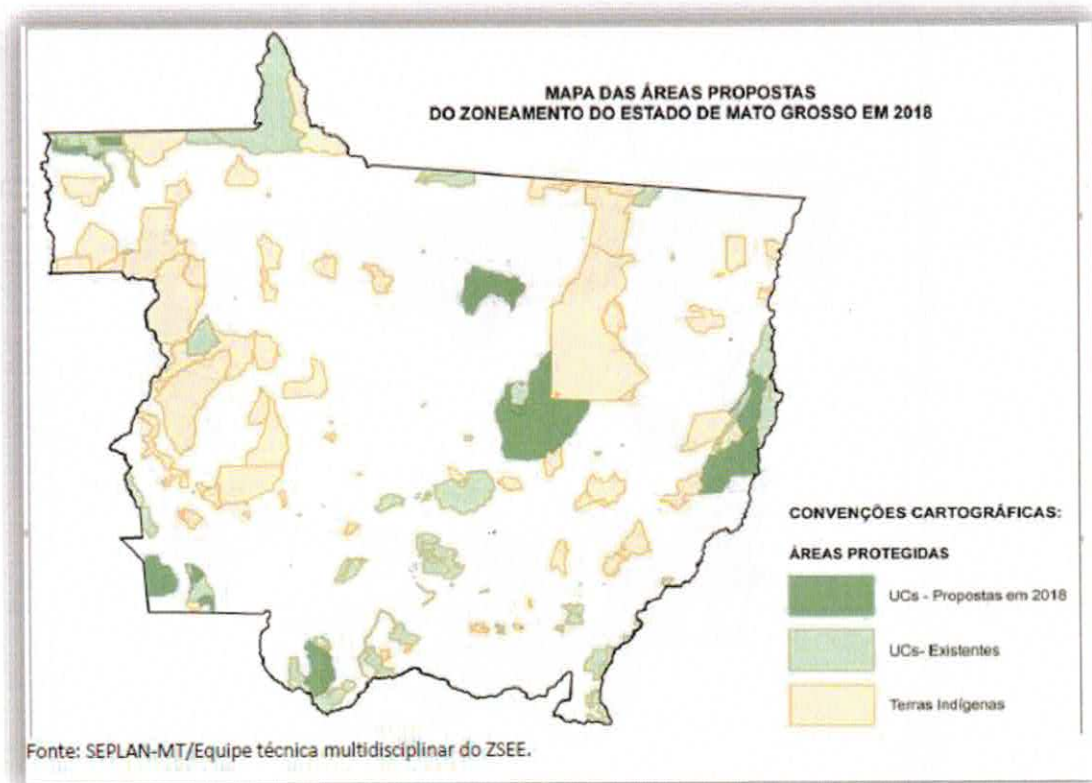 MAPA DAS ÁREAS PROPOSTAS
DO ZONEAMENTO DO ESTADO DE MATO GROSSO EM 2018
CONVENÇÕES CARTOGRÁFICAS:
ÁREAS PROTEGIDAS
UCs - Propostas em 2018
UCs- Existentes
Terras Indígenas
Fonte: SEPLAN-MT/Equipe técnica multidisciplinar do ZSEE.